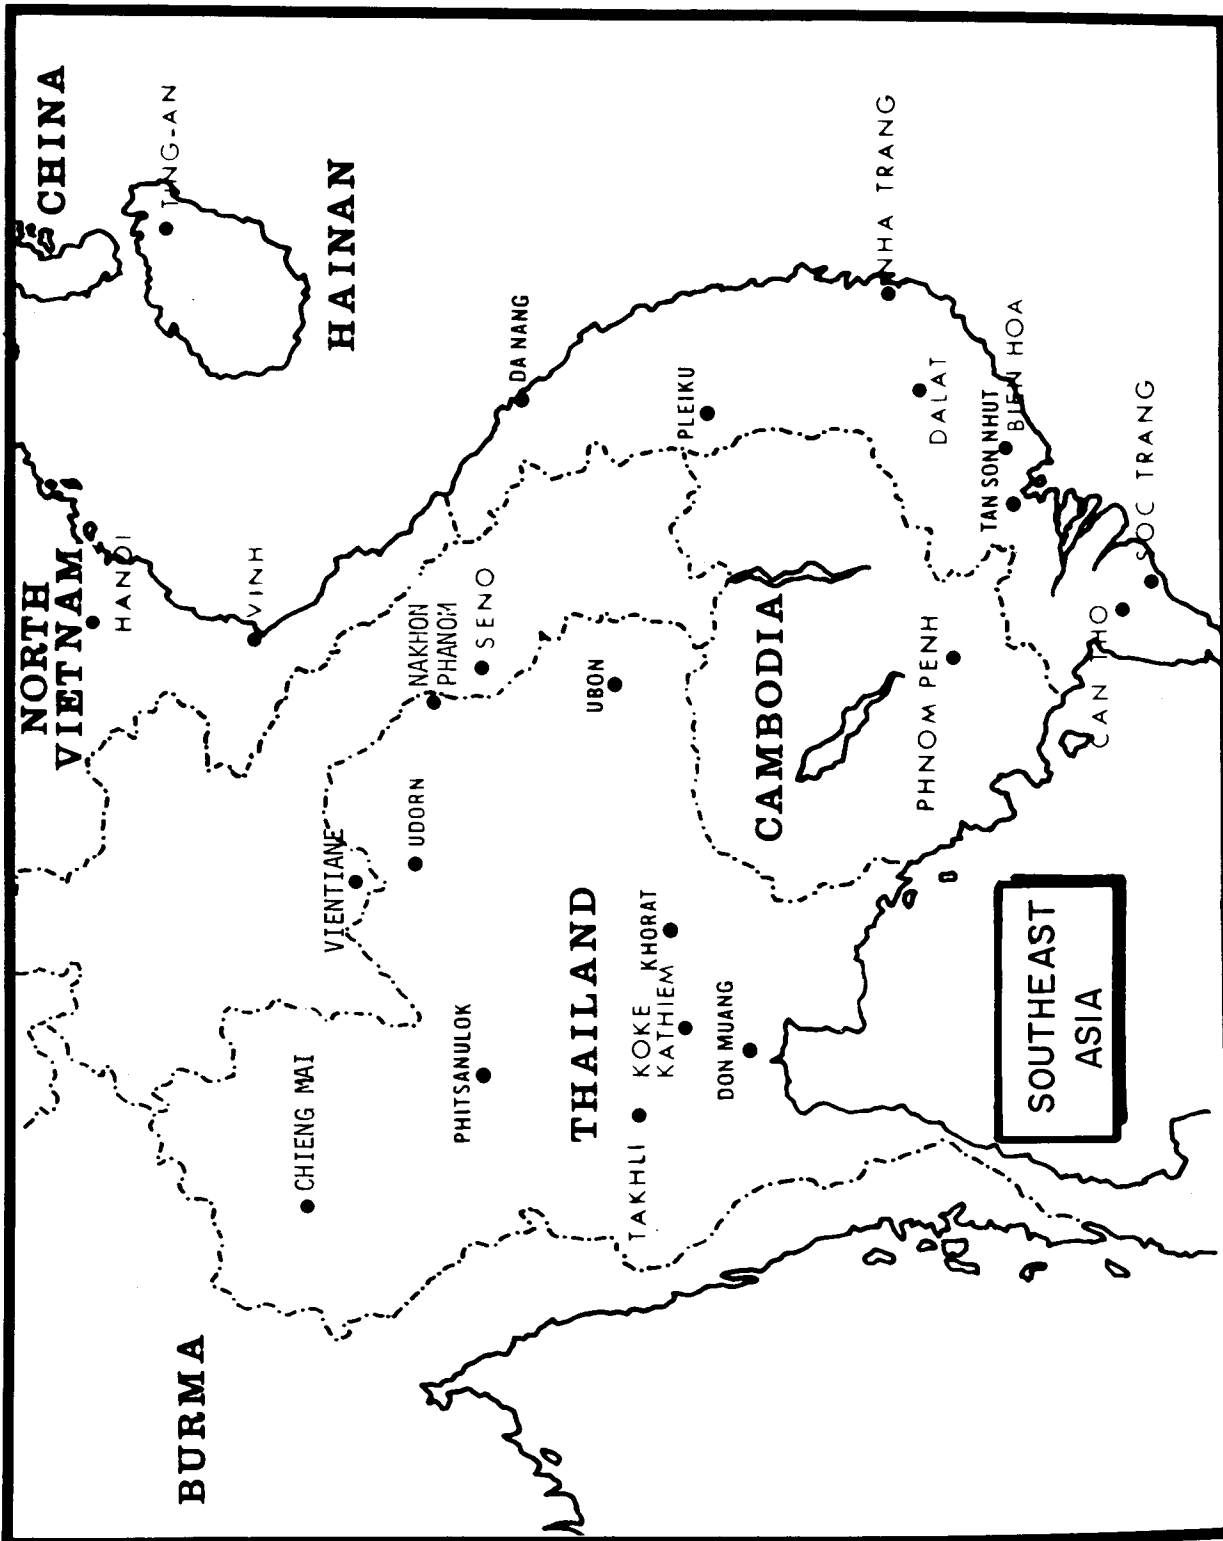 BURMA
CHINA
NORTH
VIETNAM
HANOI
TING-AN
HAINAN
VINH
CHIENG MAI
VIENTIANE
UDORN
NAKHON
PHANOM
SENO
DA NANG
PHITSANULOK
THAILAND
UBON
TAKHLI
KOKE
KATHIEM
KHORAT
PLEIKU
DON MUANG
CAMBODIA
NHA TRANG
PHNOM PENH
DALAT
TAN SON NHUT
BIEN HOA
SOUTHEAST
ASIA
CAN THO
SOC TRANG